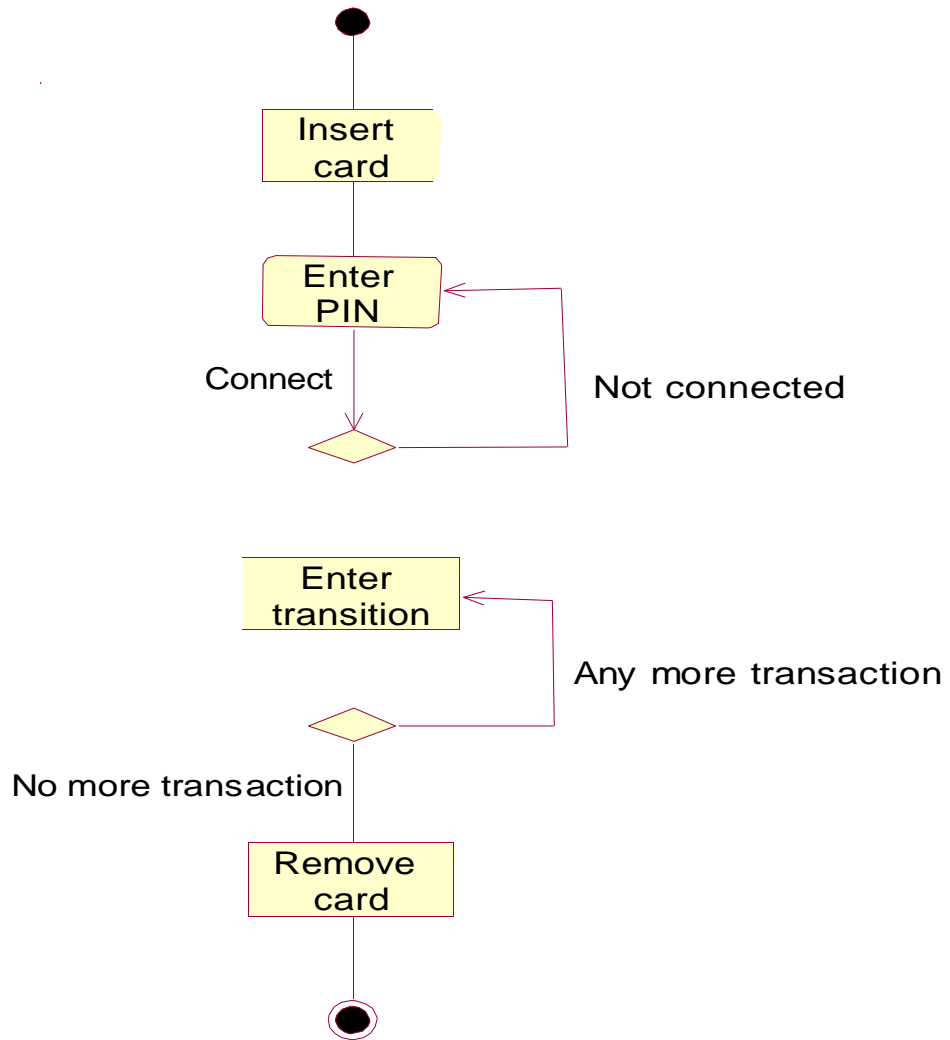 Insert
card
Enter
PIN
Connect
Not connected
Enter
transition
Any more transaction
No more transaction
Remove
card